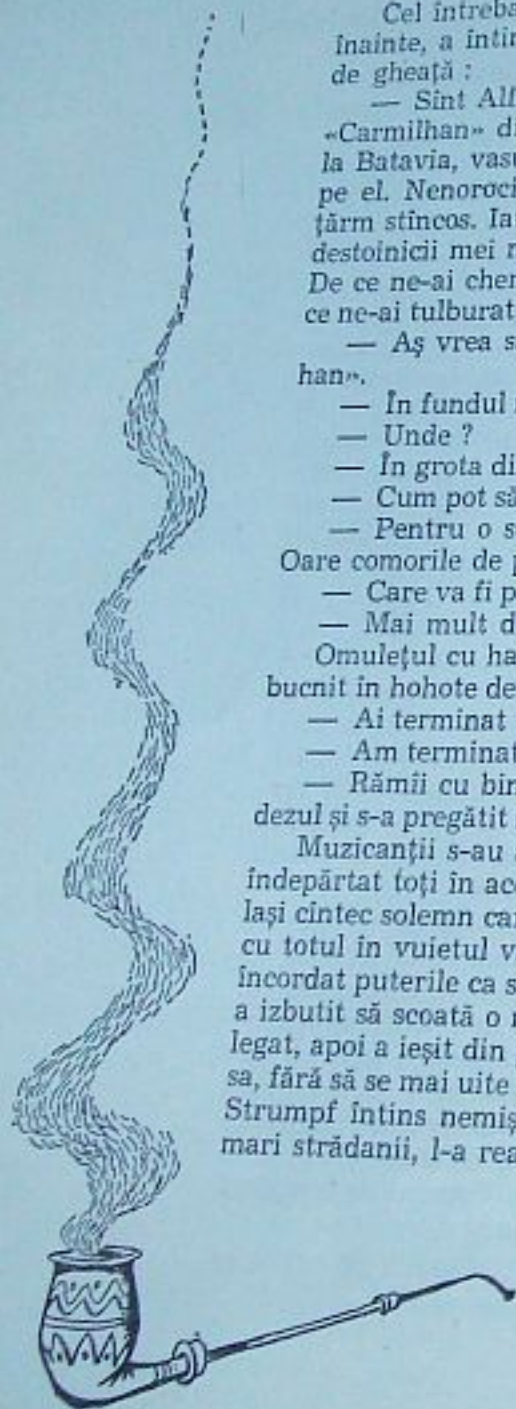 Cel întreba
înainte, a întin
de gheață :
— Sînt Alf
«Carmilhan» di
la Batavia, vasu
pe el. Nenoroci
țărm stîncos. Ia
destoinicii mei
De ce ne-ai che
ce ne-ai tulburat
— Aș vrea s
han».
— În fundul
— Unde ?
— În grota di
— Cum pot să
— Pentru o s
Oare comorile de p
— Care va fi p
— Mai mult d
Omulețul cu ha
bucnit în hohote de
— Ai terminat
— Am terminat
— Rămîi cu bin
dezul și s-a pregătit
Muzicanții s-au
îndepărtat toți în ace
lași cîntec solemn ca
cu totul în vuietul v
încordat puterile ca s
a izbutit să scoată o
legat, apoi a ieșit din
sa, fără să se mai uite
Strumpf întins nemiș
mari strădanii, l-a rea